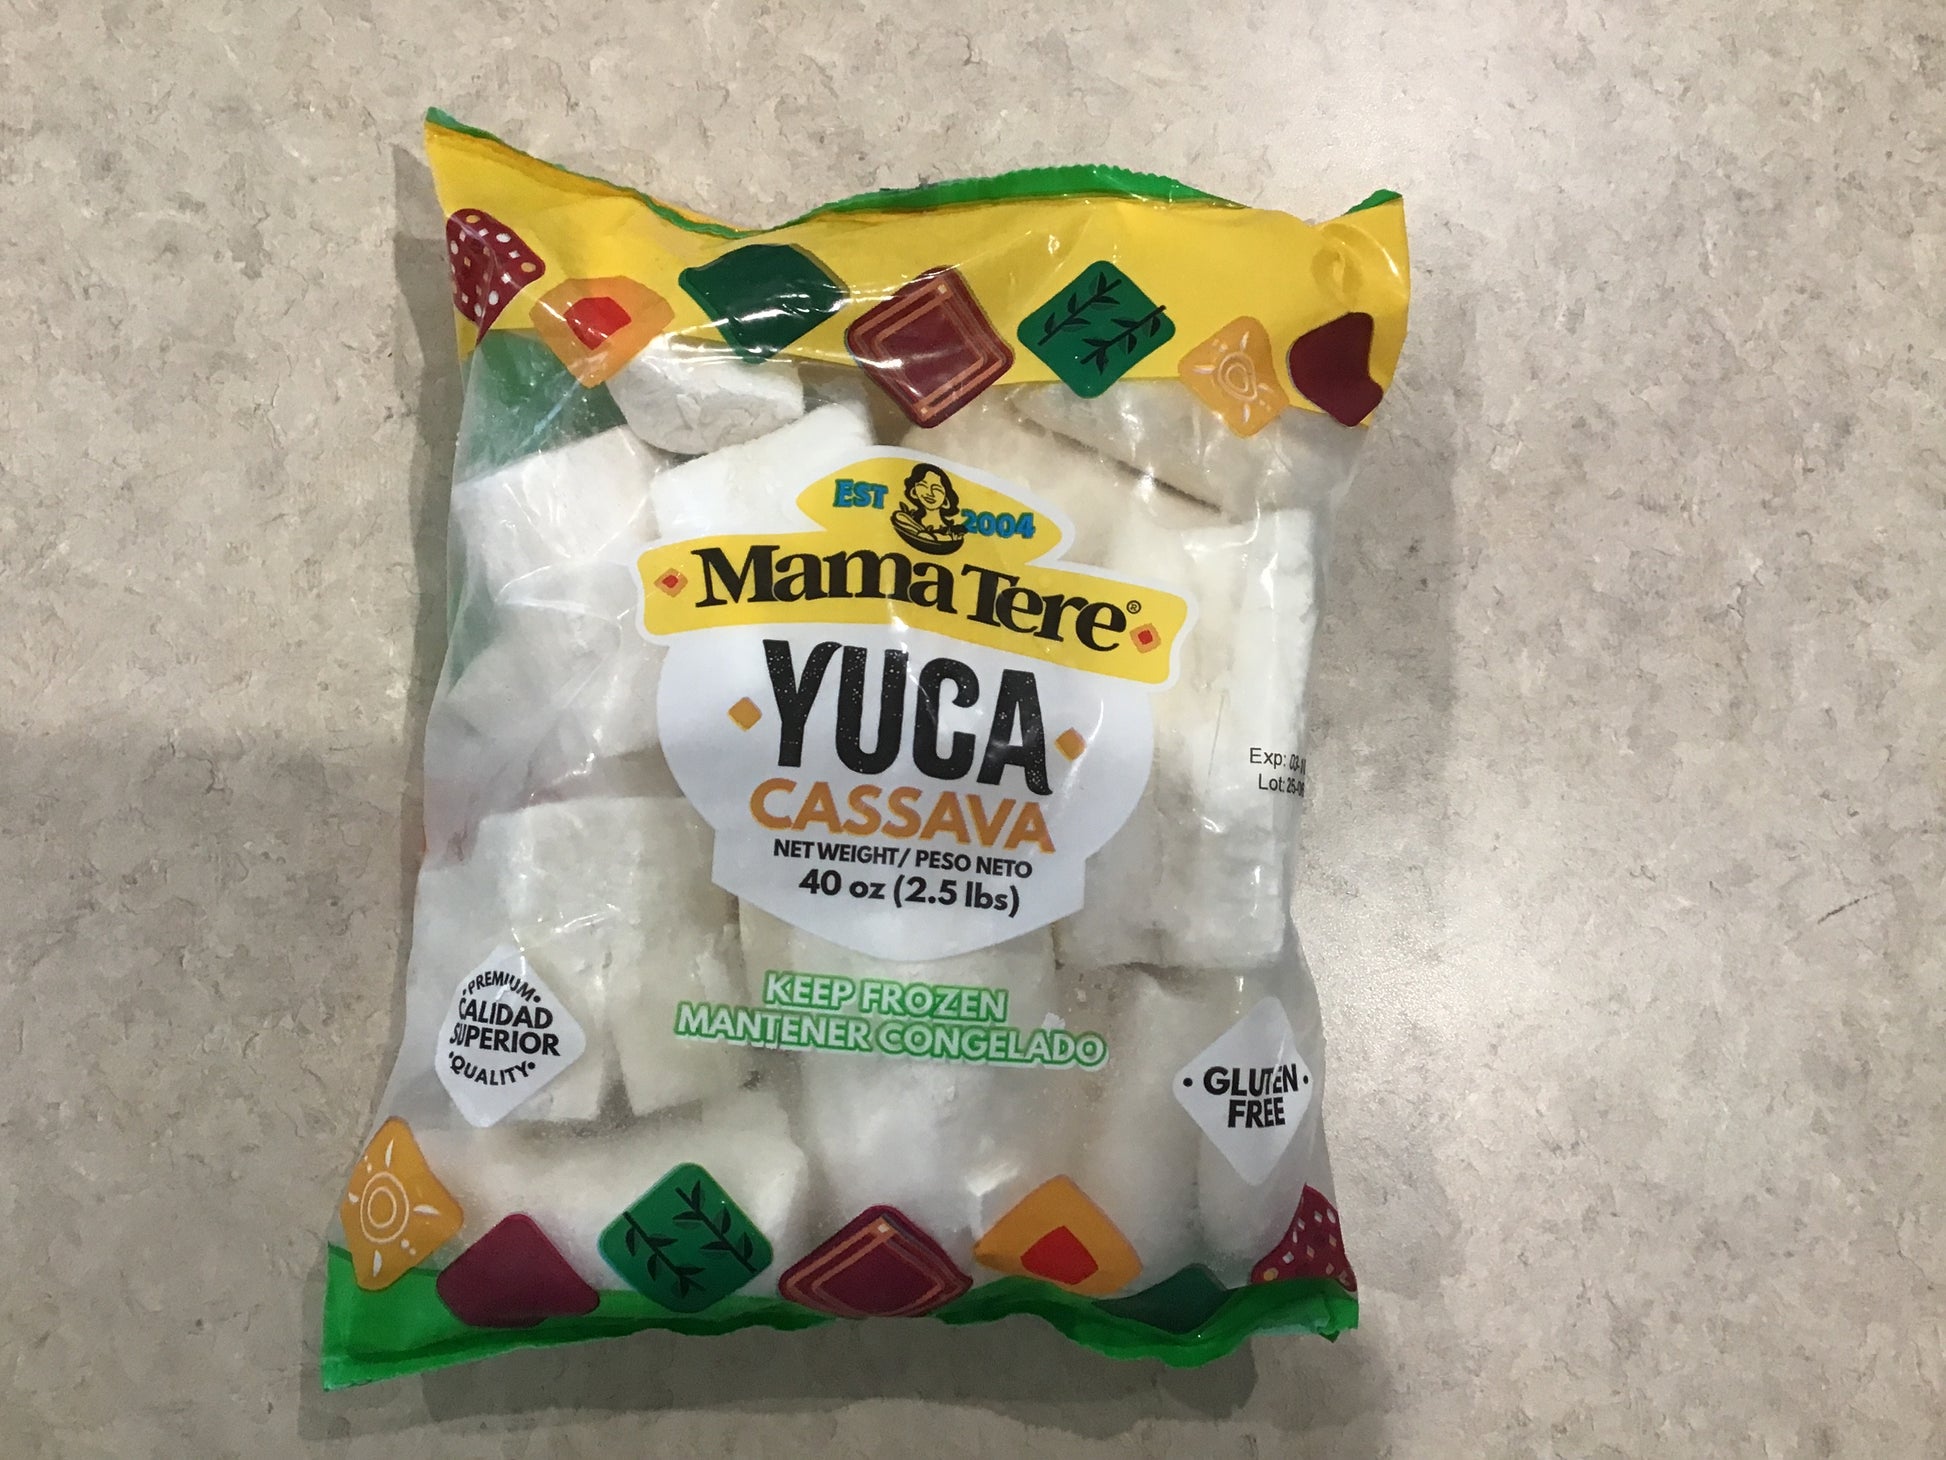 EST 2004
Mama Tere®
YUCA
CASSAVA
NET WEIGHT/ PESO NETO
40 oz (2.5 lbs)
Exp:
Lot:
KEEP FROZEN
MANTENER CONGELADO
• PREMIUM •
CALIDAD
SUPERIOR
• QUALITY •
• GLUTEN •
FREE